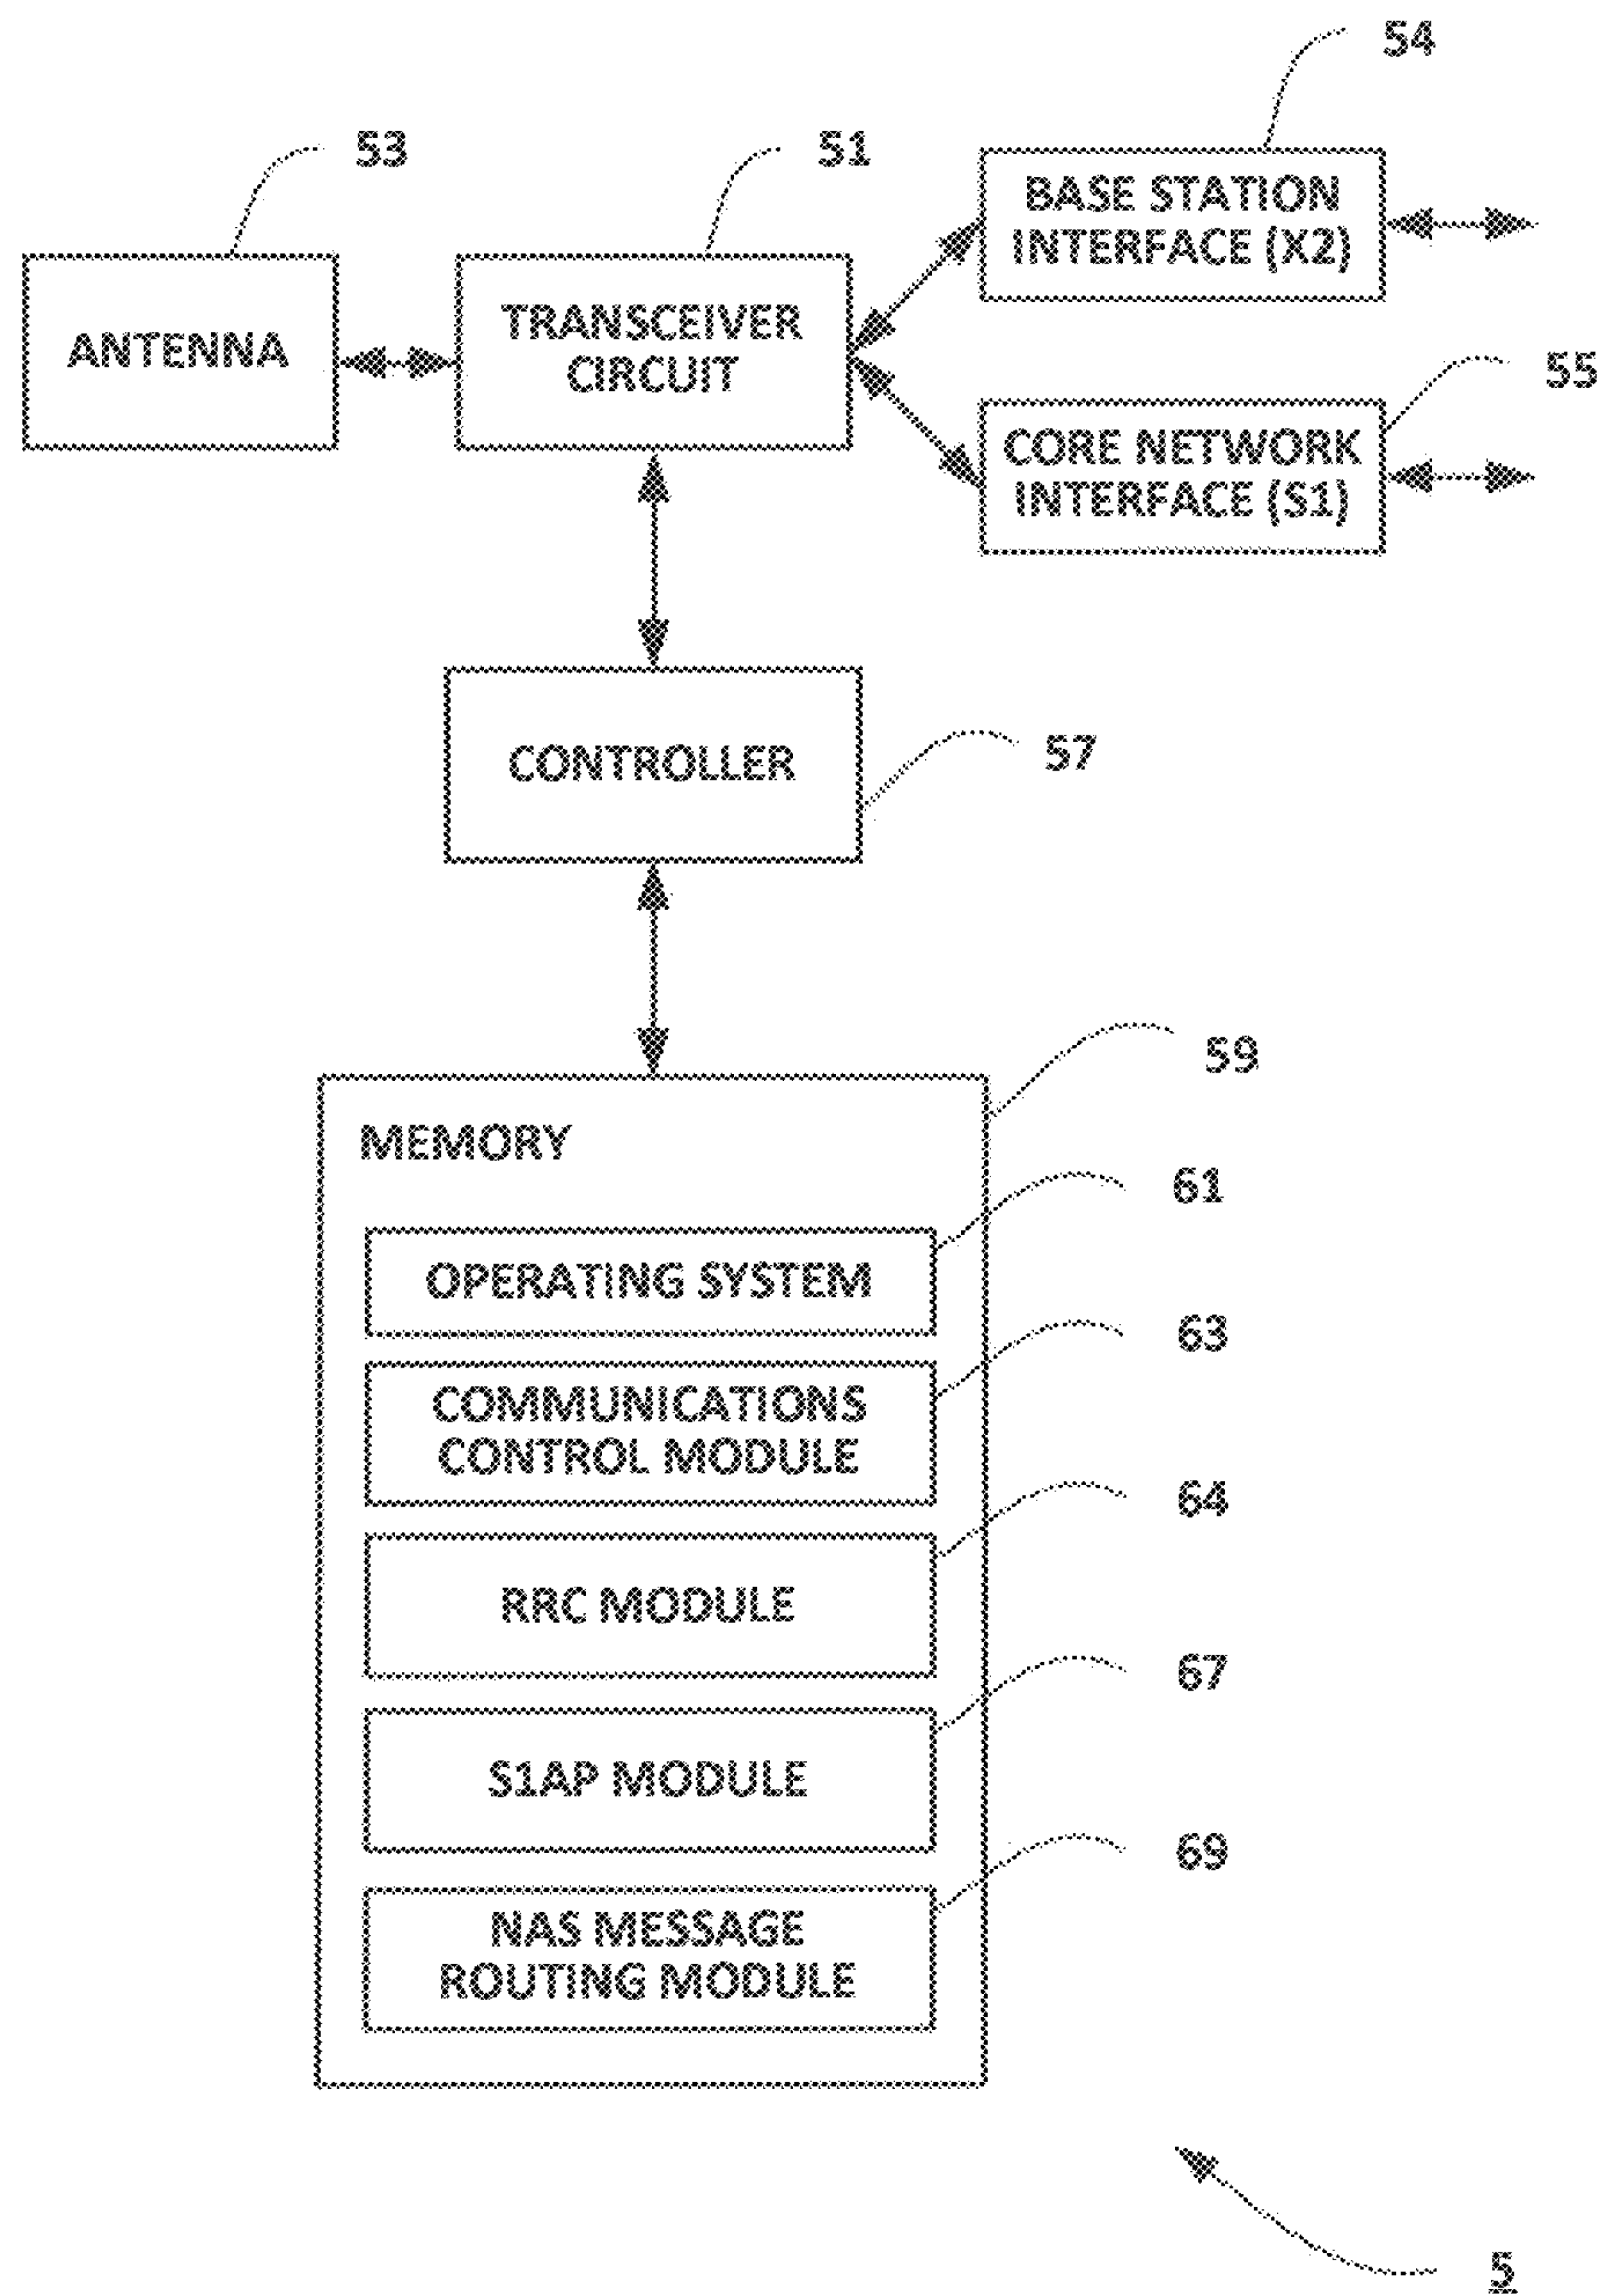 54
53
51
BASE STATION
INTERFACE (X2)
ANTENNA
TRANSCEIVER
CIRCUIT
55
CORE NETWORK
INTERFACE (S1)
CONTROLLER
57
59
MEMORY
61
OPERATING SYSTEM
63
COMMUNICATIONS
CONTROL MODULE
64
RRC MODULE
67
S1AP MODULE
69
NAS MESSAGE
ROUTING MODULE
5